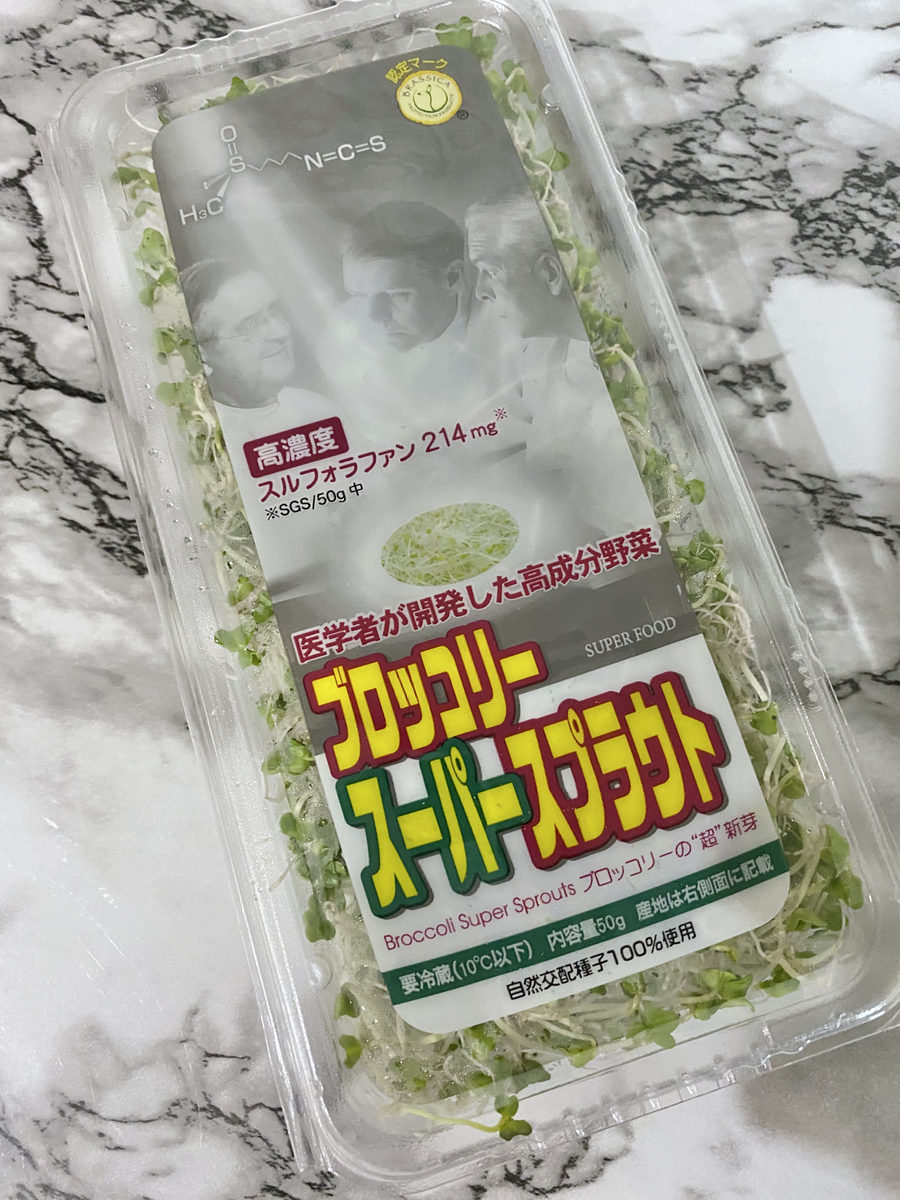 認定マーク
BRASSICA
®
O
S
N=C=S
H3C
高濃度
スルフォラファン 214mg※
※SGS/50g中
医学者が開発した高成分野菜
SUPER FOOD
ブロッコリー
スーパースプラウト
Broccoli Super Sprouts ブロッコリーの“超”新芽
要冷蔵(10℃以下) 内容量50g 産地は右側面に記載
自然交配種子100%使用